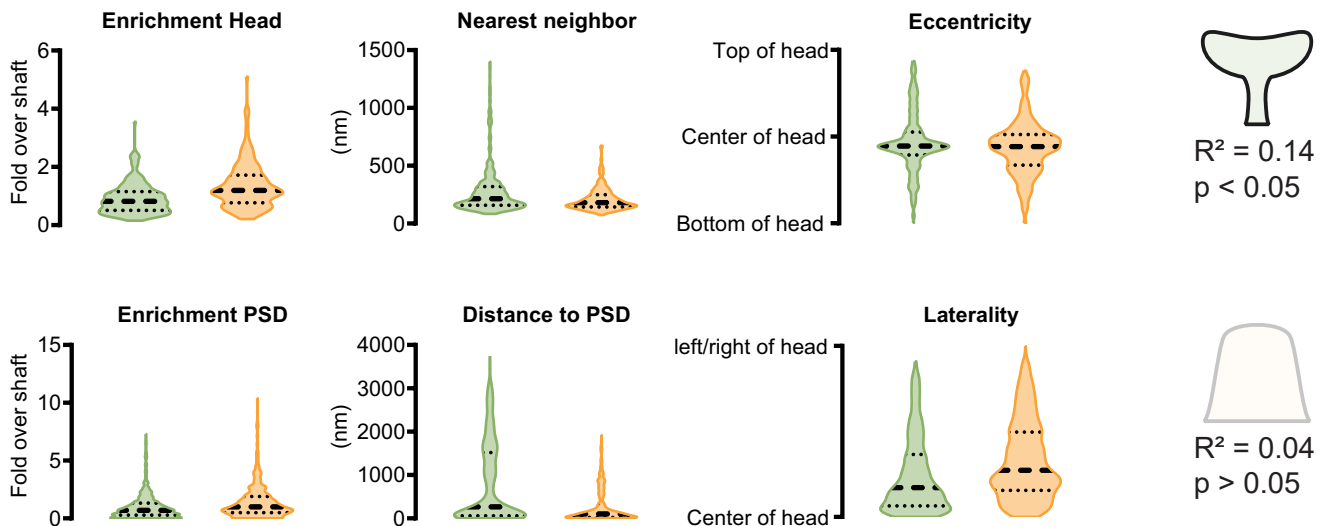 Enrichment Head
Fold over shaft
6
4
2
0
Nearest neighbor
(nm)
1500
1000
500
0
Eccentricity
Top of head
Center of head
Bottom of head
R² = 0.14
p < 0.05
Enrichment PSD
Fold over shaft
15
10
5
0
Distance to PSD
(nm)
4000
3000
2000
1000
0
Laterality
left/right of head
Center of head
R² = 0.04
p > 0.05